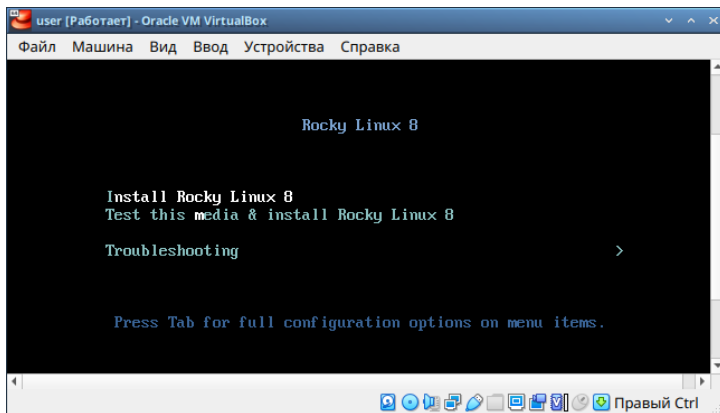 user [Работает] - Oracle VM VirtualBox
Файл Машина Вид Ввод Устройства Справка
Rocky Linux 8
Install Rocky Linux 8
Test this media & install Rocky Linux 8
Troubleshooting >
Press Tab for full configuration options on menu items.
Правый Ctrl